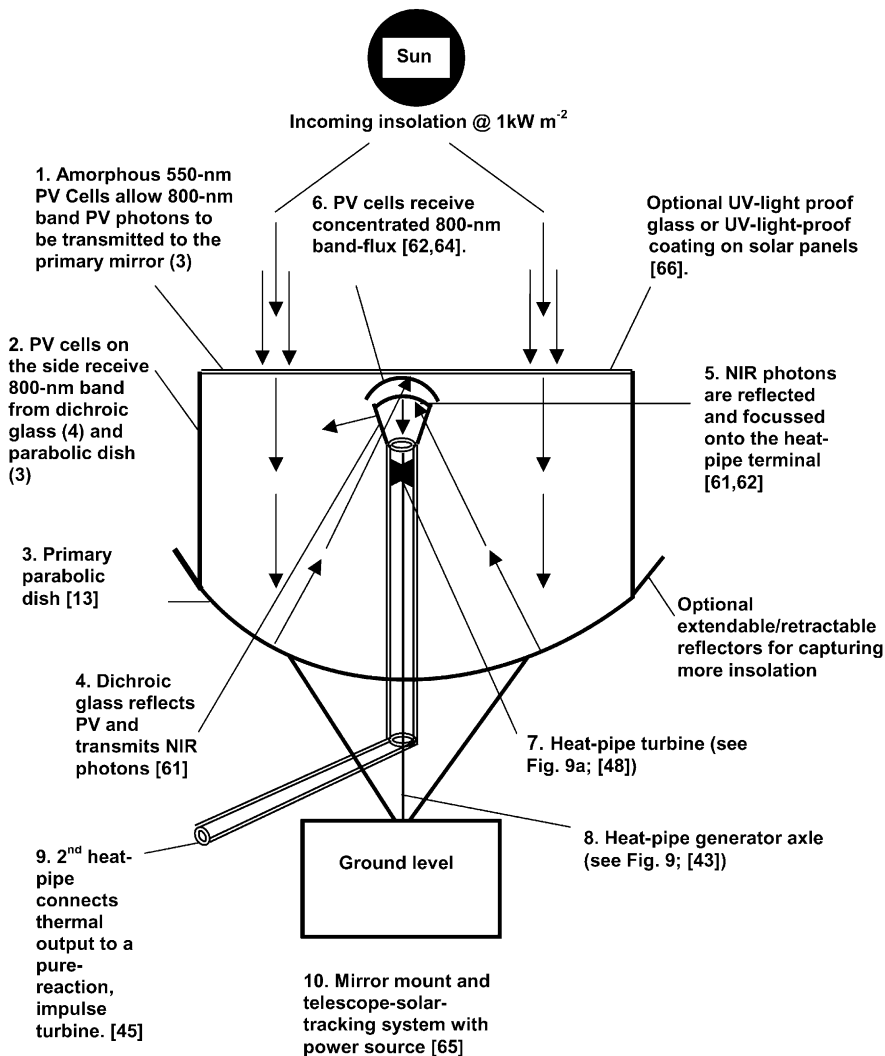 Sun
Incoming insolation @ 1kW m-2
1. Amorphous 550-nm
PV Cells allow 800-nm
band PV photons to
be transmitted to the
primary mirror (3)
6. PV cells receive
concentrated 800-nm
band-flux [62,64].
Optional UV-light proof
glass or UV-light-proof
coating on solar panels
[66].
2. PV cells on
the side receive
800-nm band
from dichroic
glass (4) and
parabolic dish
(3)
5. NIR photons
are reflected
and focussed
onto the heat-
pipe terminal
[61,62]
3. Primary
parabolic
dish [13]
Optional
extendable/retractable
reflectors for capturing
more insolation
4. Dichroic
glass reflects
PV and
transmits NIR
photons [61]
7. Heat-pipe turbine (see
Fig. 9a; [48])
8. Heat-pipe generator axle
(see Fig. 9; [43])
9. 2nd heat-
pipe
connects
thermal
output to a
pure-
reaction,
impulse
turbine. [45]
Ground level
10. Mirror mount and
telescope-solar-
tracking system with
power source [65]